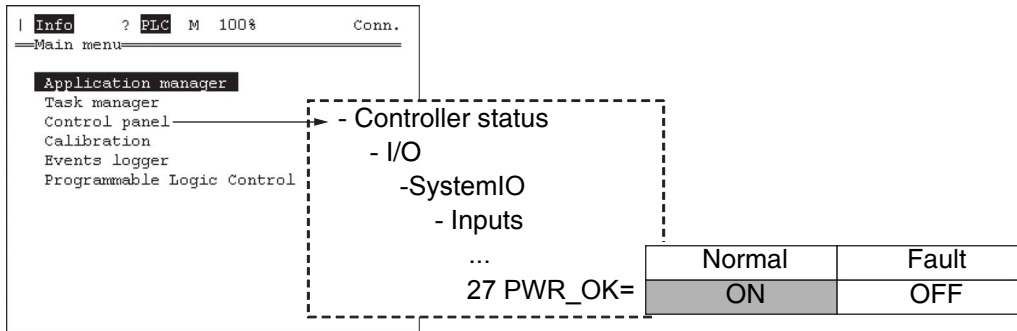 | Info ? PLC M 100% Conn.
Main menu
Application manager
Task manager
Control panel
Calibration
Events logger
Programmable Logic Control
- Controller status
- I/O
-SystemIO
- Inputs
...
27 PWR_OK=
Normal Fault
ON OFF